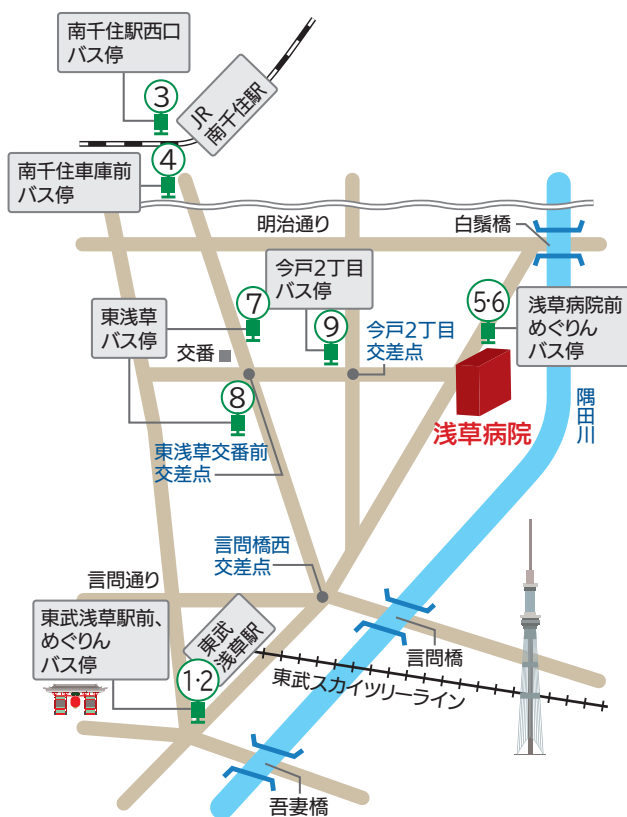 南千住駅西口
バス停
3
JR
南千住駅
4
南千住車庫前
バス停
明治通り
白鬚橋
今戸2丁目
バス停
7
9
5·6
浅草病院前
めぐりん
バス停
東浅草
バス停
交番
今戸2丁目
交差点
8
浅草病院
隅田川
東浅草交番前
交差点
言問橋西
交差点
言問通り
東武浅草駅前、
めぐりん
バス停
東武
浅草駅
1·2
言問橋
東武スカイツリーライン
吾妻橋